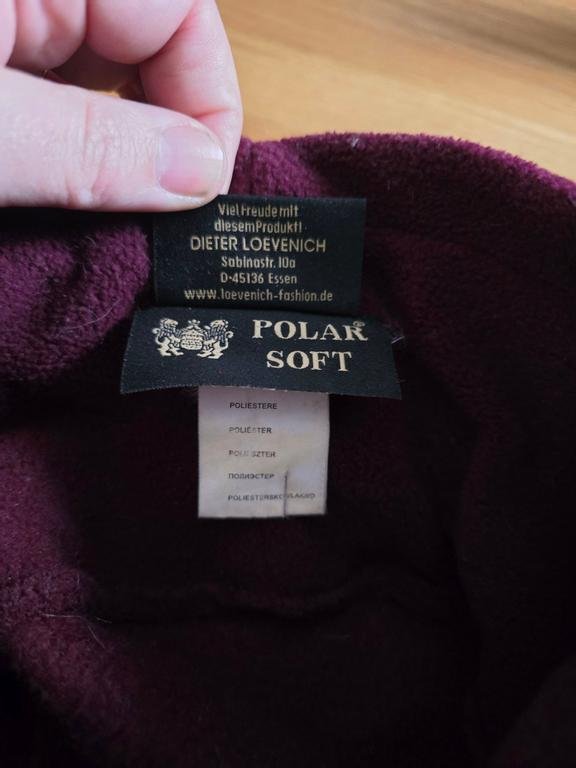 Viel Freude mit
diesem Produkt!
DIETER LOEVENICH
Sabinastr. 10a
D-45136 Essen
www.loevenich-fashion.de
POLAR®
SOFT
POLIESTERE
POLIÉSTER
POLIÉSZTER
ПОЛИЭСТЕР